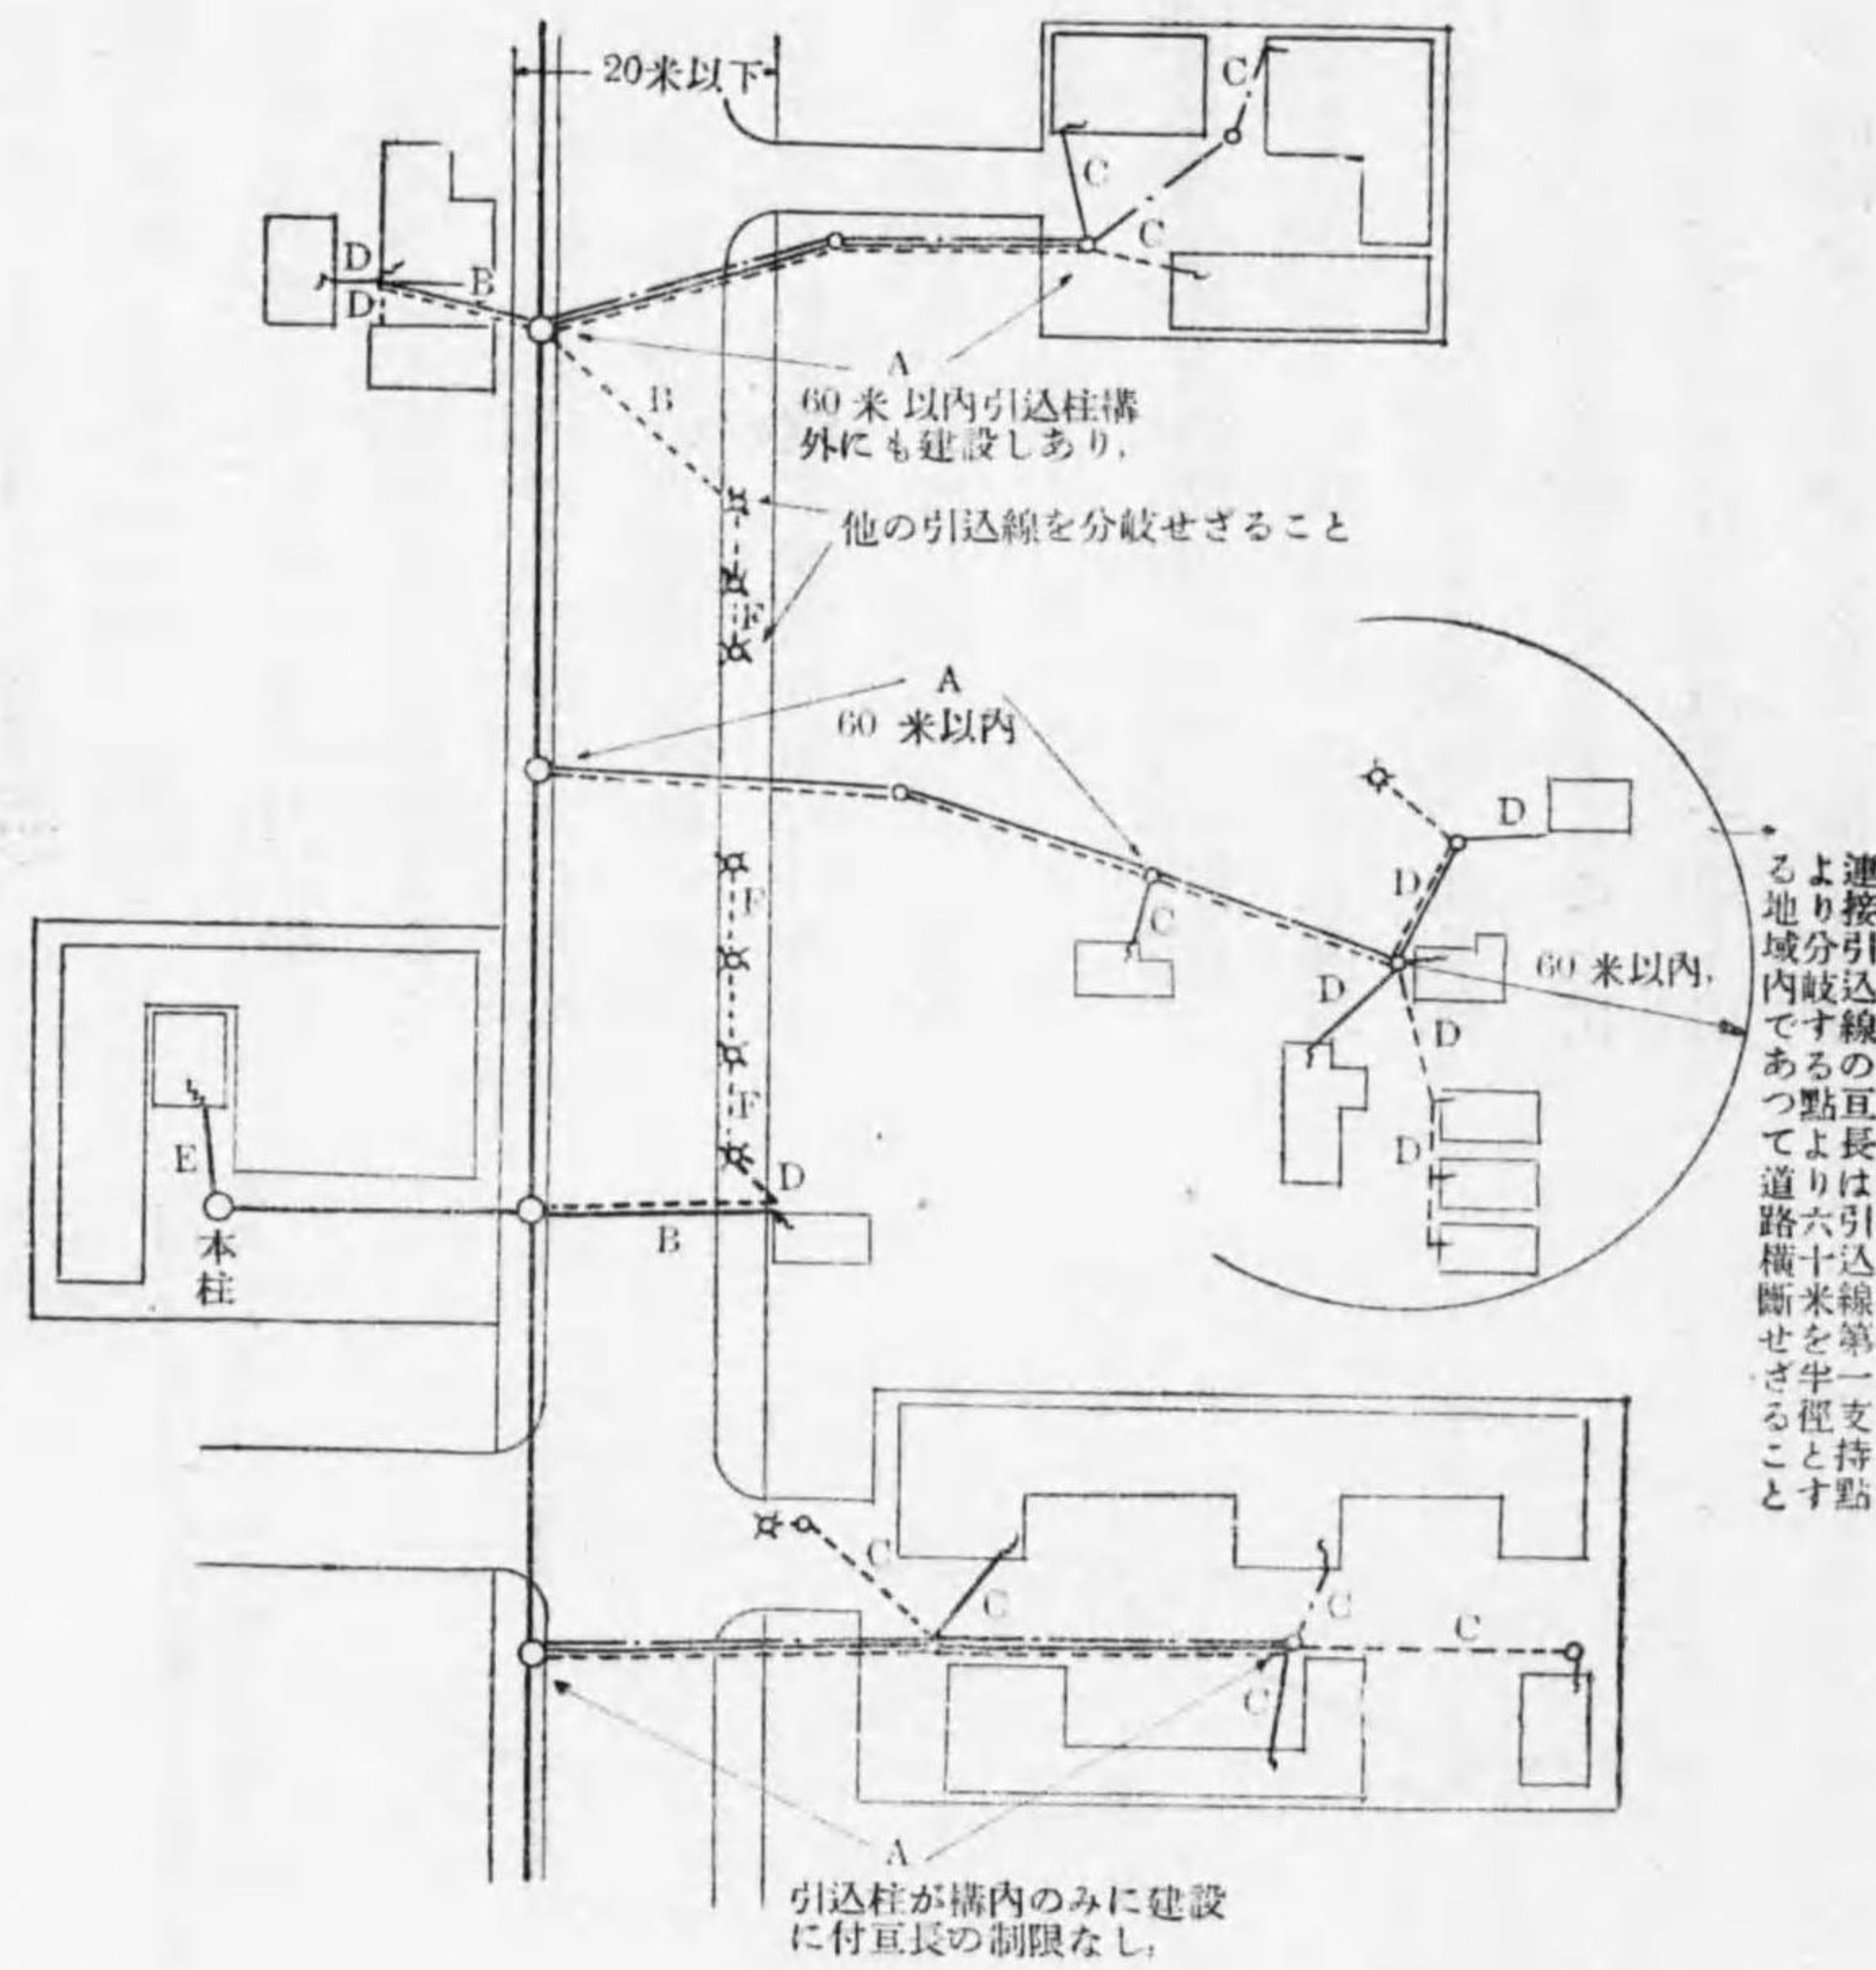 20米以下
C
C
C
D
B
D
A
60米以内引込柱構
外にも建設しあり,
B
他の引込線を分岐せざること
F
A
60米以内
D
D
F
C
60米以内,
D
D
D
F
E
D
B
本
柱
連接引込線の亘長は引込線第一支持點
より分岐する點より六十米を半徑とす
る地域内であつて道路橫斷せざること
C
C
C
C
C
A
引込柱が構内のみに建設
に付亘長の制限なし,